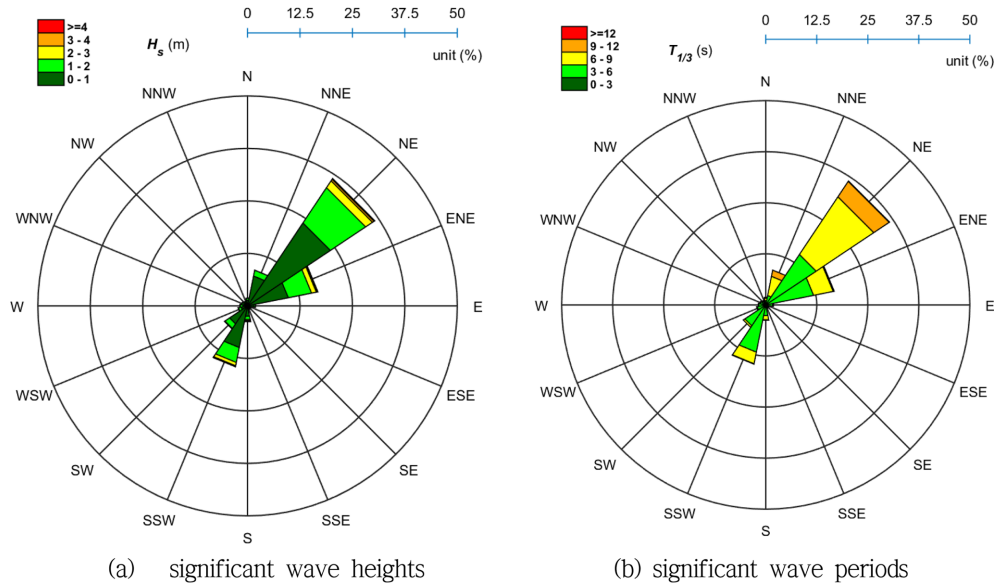 0 12.5 25 37.5 50
unit (%)
>=4
3 - 4
2 - 3
1 - 2
0 - 1
Hs (m)
N
NNE
NE
ENE
E
ESE
SE
SSE
S
SSW
SW
WSW
W
WNW
NW
NNW
(a) significant wave heights
0 12.5 25 37.5 50
unit (%)
>=12
9 - 12
6 - 9
3 - 6
0 - 3
T1/3 (s)
N
NNE
NE
ENE
E
ESE
SE
SSE
S
SSW
SW
WSW
W
WNW
NW
NNW
(b) significant wave periods